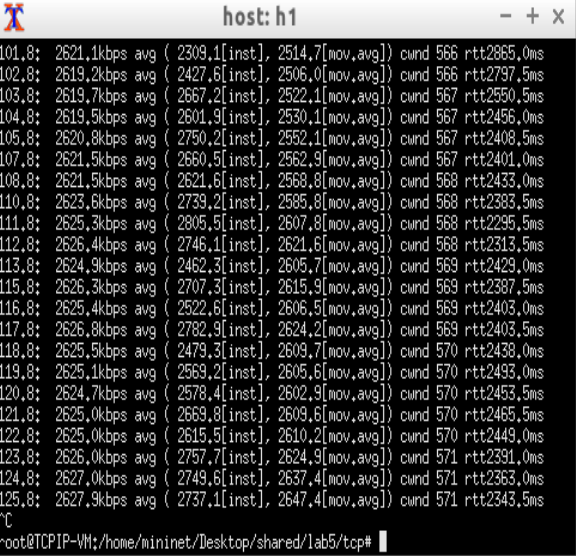 host: h1
101.8: 2621.1kbps avg ( 2309.1[inst], 2514.7[mov.avg]) cwnd 566 rtt2865.0ms
102.8: 2619.2kbps avg ( 2427.6[inst], 2506.0[mov.avg]) cwnd 566 rtt2797.5ms
103.8: 2619.7kbps avg ( 2667.2[inst], 2522.1[mov.avg]) cwnd 567 rtt2550.5ms
104.8: 2619.5kbps avg ( 2601.9[inst], 2530.1[mov.avg]) cwnd 567 rtt2456.0ms
105.8: 2620.8kbps avg ( 2750.2[inst], 2552.1[mov.avg]) cwnd 567 rtt2408.5ms
107.8: 2621.5kbps avg ( 2660.5[inst], 2562.9[mov.avg]) cwnd 567 rtt2401.0ms
108.8: 2621.5kbps avg ( 2621.6[inst], 2568.8[mov.avg]) cwnd 568 rtt2433.0ms
110.8: 2623.6kbps avg ( 2739.2[inst], 2585.8[mov.avg]) cwnd 568 rtt2383.5ms
111.8: 2625.3kbps avg ( 2805.5[inst], 2607.8[mov.avg]) cwnd 568 rtt2295.5ms
112.8: 2626.4kbps avg ( 2746.1[inst], 2621.6[mov.avg]) cwnd 568 rtt2313.5ms
113.8: 2624.9kbps avg ( 2462.3[inst], 2605.7[mov.avg]) cwnd 569 rtt2429.0ms
115.8: 2626.3kbps avg ( 2707.3[inst], 2615.9[mov.avg]) cwnd 569 rtt2387.5ms
116.8: 2625.4kbps avg ( 2522.6[inst], 2606.5[mov.avg]) cwnd 569 rtt2403.0ms
117.8: 2626.8kbps avg ( 2782.9[inst], 2624.2[mov.avg]) cwnd 569 rtt2403.5ms
118.8: 2625.5kbps avg ( 2479.3[inst], 2609.7[mov.avg]) cwnd 570 rtt2438.0ms
119.8: 2625.1kbps avg ( 2569.2[inst], 2605.6[mov.avg]) cwnd 570 rtt2493.0ms
120.8: 2624.7kbps avg ( 2578.4[inst], 2602.9[mov.avg]) cwnd 570 rtt2453.5ms
121.8: 2625.0kbps avg ( 2669.8[inst], 2609.6[mov.avg]) cwnd 570 rtt2465.5ms
122.8: 2625.0kbps avg ( 2615.5[inst], 2610.2[mov.avg]) cwnd 570 rtt2449.0ms
123.8: 2626.0kbps avg ( 2757.7[inst], 2624.9[mov.avg]) cwnd 571 rtt2391.0ms
124.8: 2627.0kbps avg ( 2749.6[inst], 2637.4[mov.avg]) cwnd 571 rtt2363.0ms
125.8: 2627.9kbps avg ( 2737.1[inst], 2647.4[mov.avg]) cwnd 571 rtt2343.5ms
^C
root@TCPIP-VM:/home/mininet/Desktop/shared/lab5/tcp#